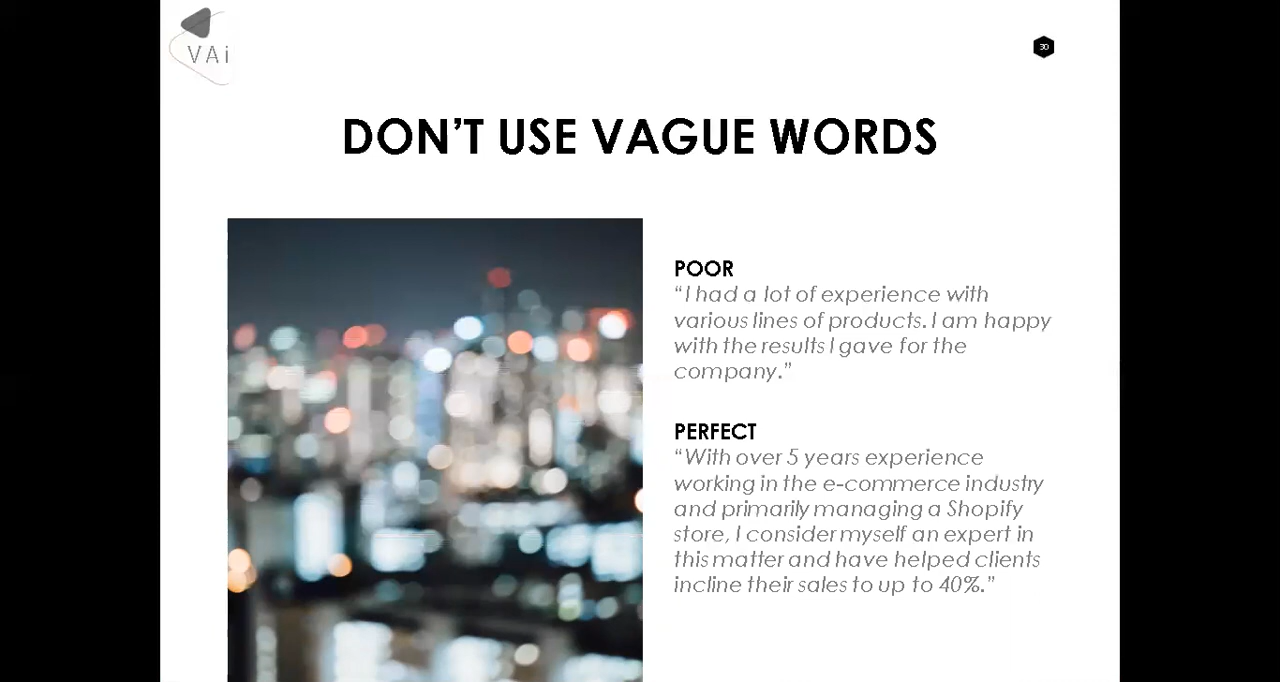 VAi
30
DON’T USE VAGUE WORDS
POOR
“I had a lot of experience with
various lines of products. I am happy
with the results I gave for the
company.”
PERFECT
“With over 5 years experience
working in the e-commerce industry
and primarily managing a Shopify
store, I consider myself an expert in
this matter and have helped clients
incline their sales to up to 40%.”